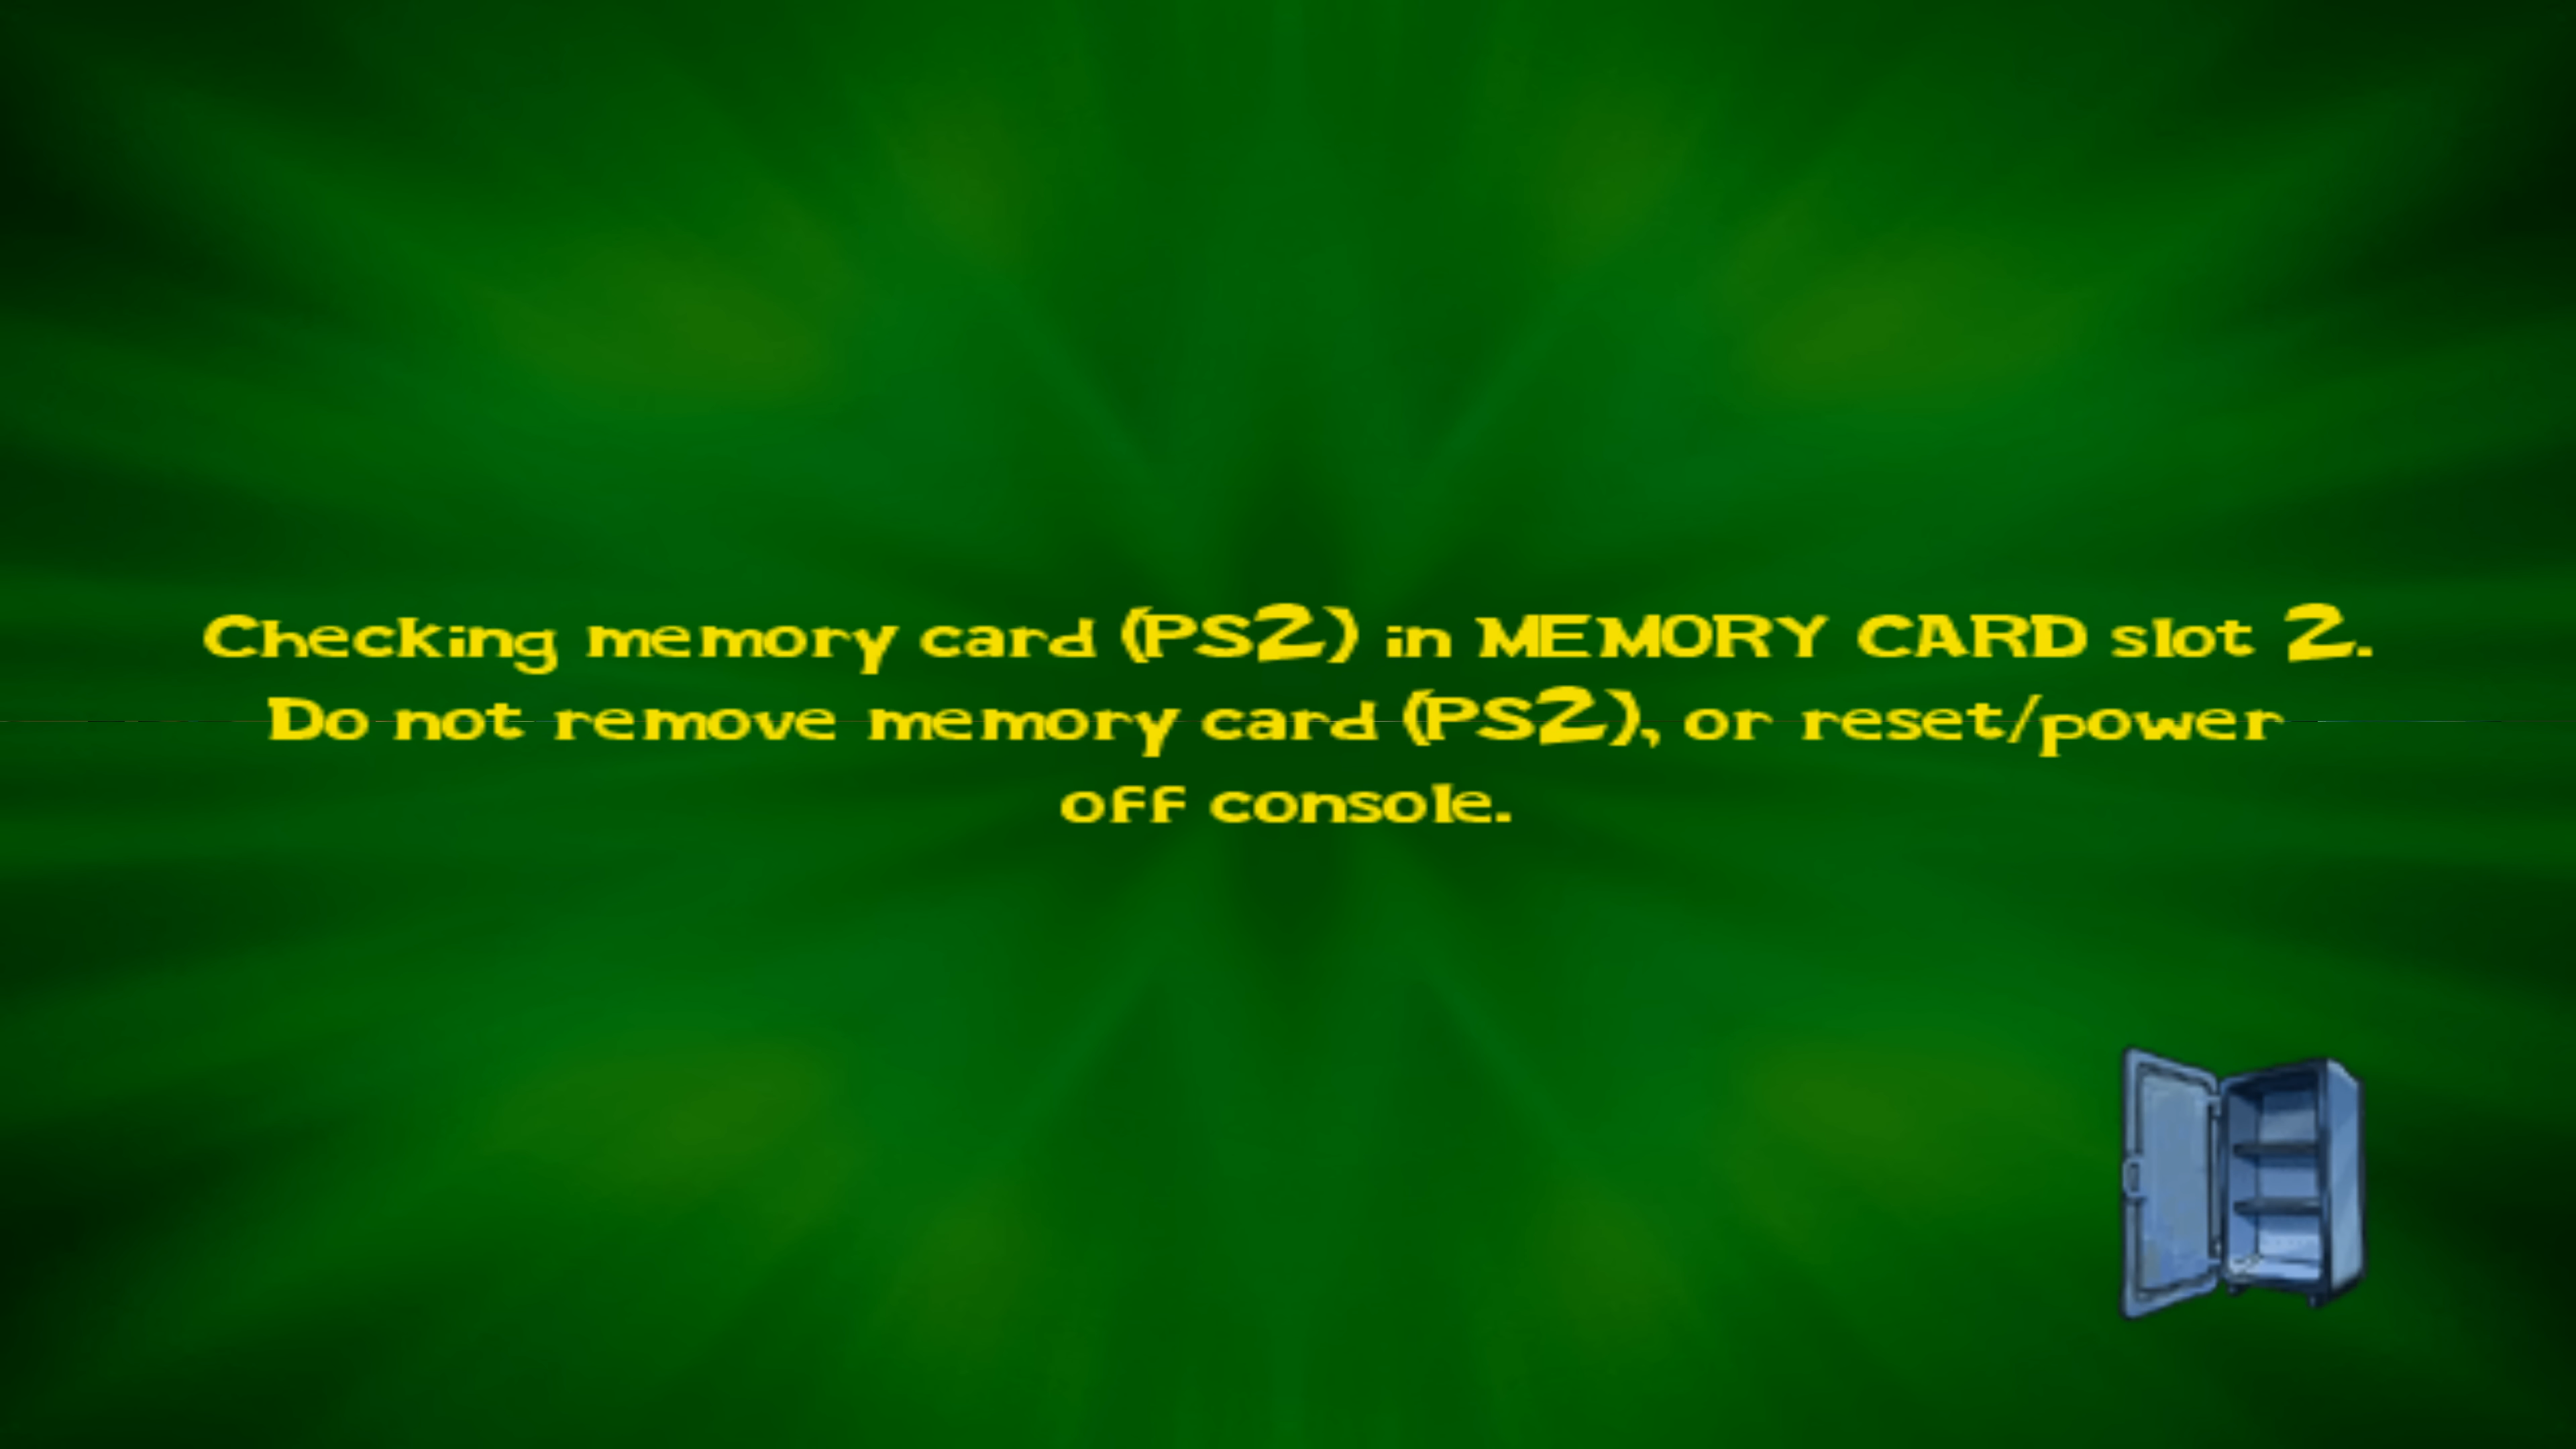 Checking memory card (PS2) in MEMORY CARD slot 2.
Do not remove memory card (PS2), or reset/power
off console.